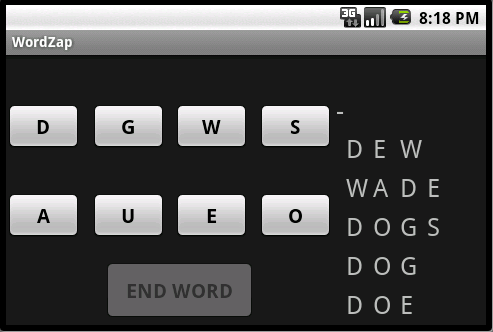 3G 8:18 PM
WordZap
D G W S
-
DEW
WADE
A U E O
DOGS
DOG
END WORD
DOE